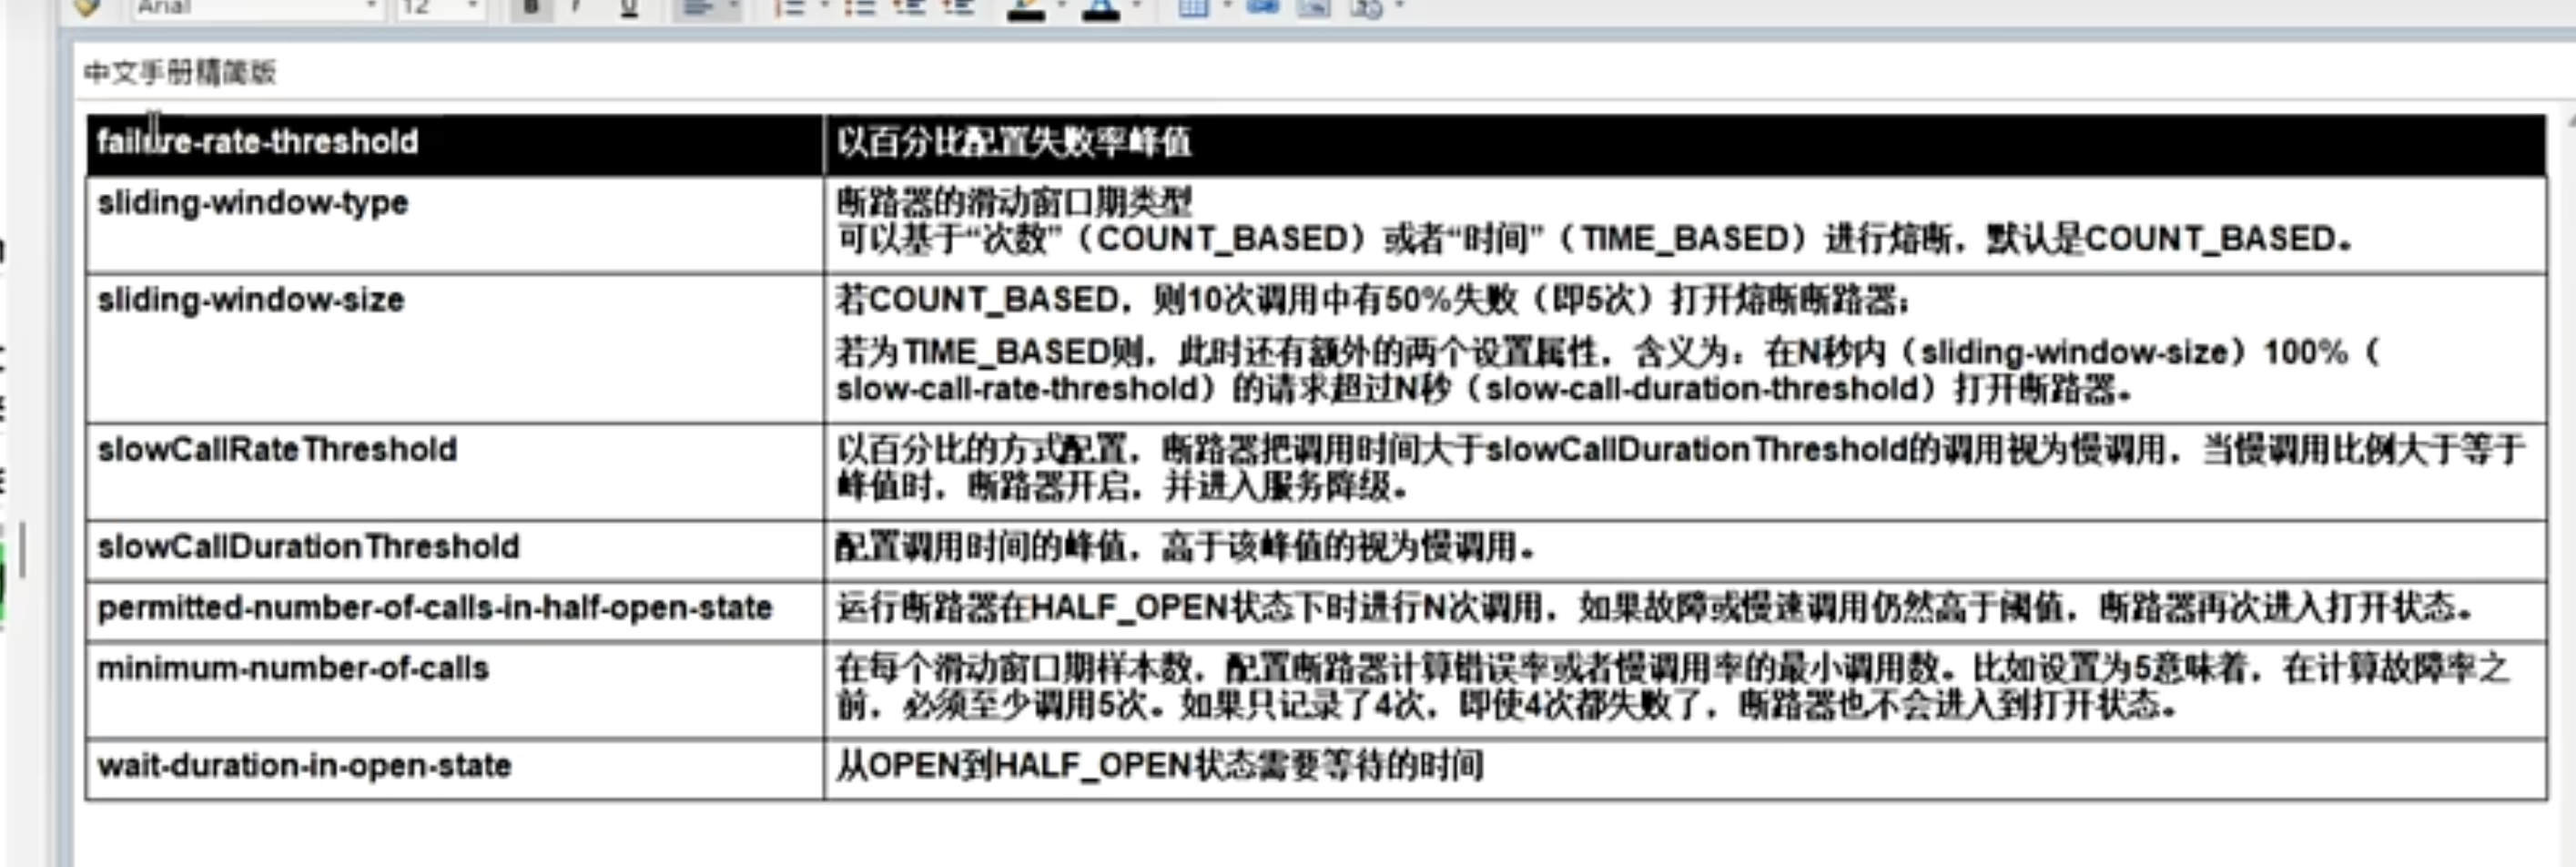 Arial 12 B I U
中文手册精简版
failure-rate-threshold 以百分比配置失败率峰值
sliding-window-type 断路器的滑动窗口期类型
可以基于“次数”（COUNT_BASED）或者“时间”（TIME_BASED）进行熔断，默认是COUNT_BASED。
sliding-window-size 若COUNT_BASED，则10次调用中有50%失败（即5次）打开熔断断路器；
若为TIME_BASED则，此时还有额外的两个设置属性，含义为：在N秒内（sliding-window-size）100%（
slow-call-rate-threshold）的请求超过N秒（slow-call-duration-threshold）打开断路器。
slowCallRateThreshold 以百分比的方式配置，断路器把调用时间大于slowCallDurationThreshold的调用视为慢调用，当慢调用比例大于等于
峰值时，断路器开启，并进入服务降级。
slowCallDurationThreshold 配置调用时间的峰值，高于该峰值的视为慢调用。
permitted-number-of-calls-in-half-open-state 运行断路器在HALF_OPEN状态下时进行N次调用，如果故障或慢速调用仍然高于阈值，断路器再次进入打开状态。
minimum-number-of-calls 在每个滑动窗口期样本数，配置断路器计算错误率或者慢调用率的最小调用数。比如设置为5意味着，在计算故障率之
前，必须至少调用5次。如果只记录了4次，即使4次都失败了，断路器也不会进入到打开状态。
wait-duration-in-open-state 从OPEN到HALF_OPEN状态需要等待的时间